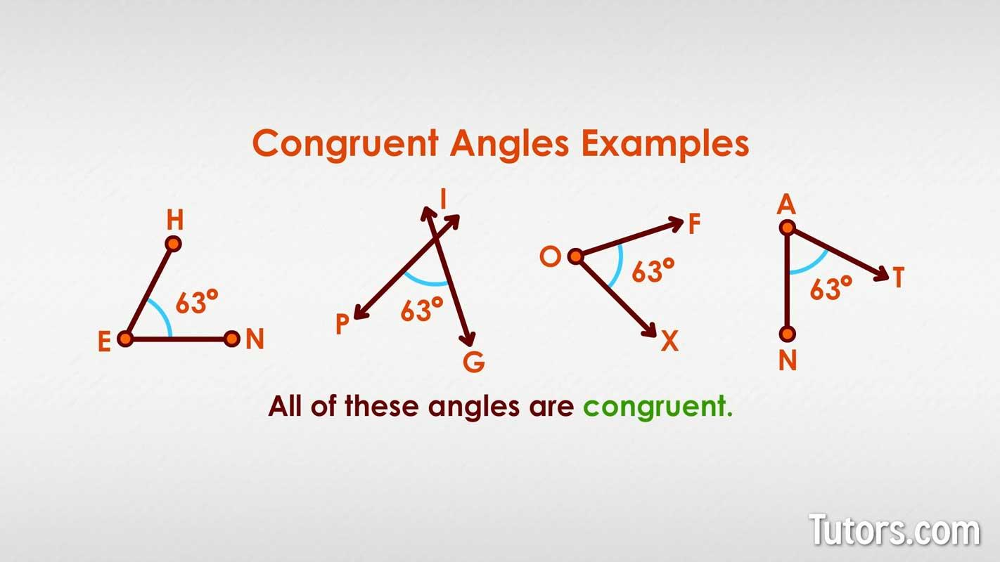 Congruent Angles Examples
H
63°
E
N
I
P
63°
G
O
F
63°
X
A
63°
T
N
All of these angles are congruent.
Tutors.com